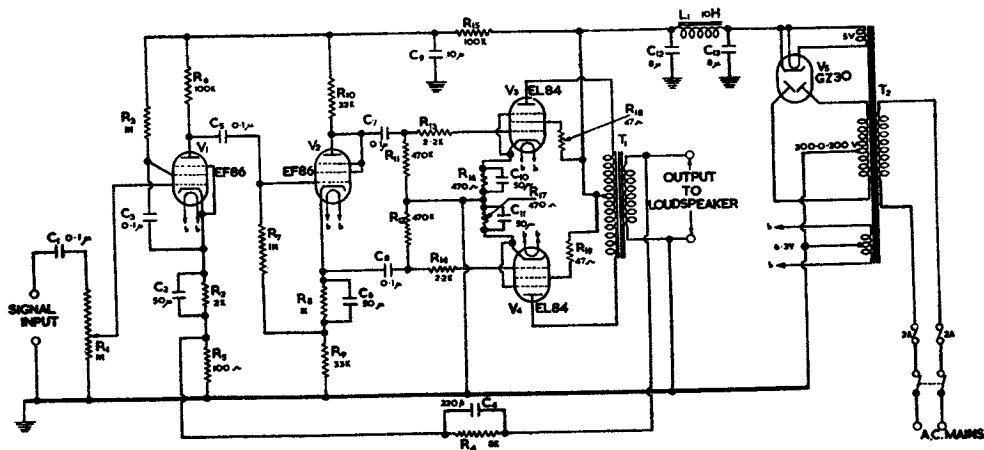 R15
100K
L1 10H
C9 10μ
C12
8μ
C13
8μ
5V
V5
GZ30
T2
R6
100K
R3
1M
C5 0·1μ
V1
EF86
R10
33K
V2
EF86
C7
0·1μ
R13
2·2K
R11
470K
V3 EL84
R18
47Ω
T1
300-0-300 V
R16
470Ω
C10
50μ
R17
470Ω
C11
50μ
R12 470K
OUTPUT
TO
LOUDSPEAKER
C3
0·1μ
h h
h h
h h
h h
C1 0·1μ
R7
1M
C8
0·1μ
R14
2·2K
R19
47Ω
h
6·3V
h
C2
50μ
R2
2K
R8
1K
C6
50μ
V4 EL84
SIGNAL
INPUT
R1
1M
R5
100Ω
R9
33K
2A
2A
220μ C4
R4 8K
A.C. MAINS